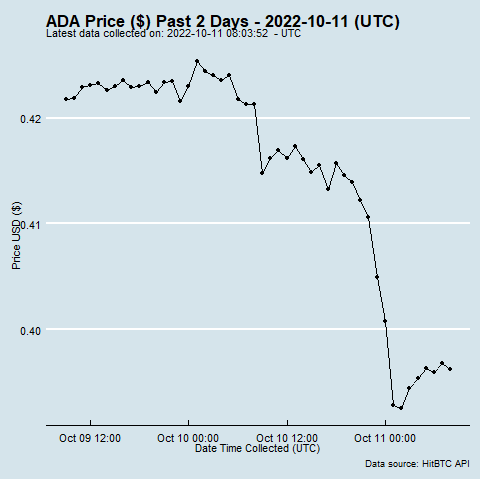 ADA Price ($) Past 2 Days - 2022-10-11 (UTC)
Latest data collected on: 2022-10-11 08:03:52 - UTC
0.42
0.41
0.40
Price USD ($)
Oct 09 12:00
Oct 10 00:00
Oct 10 12:00
Oct 11 00:00
Date Time Collected (UTC)
Data source: HitBTC API